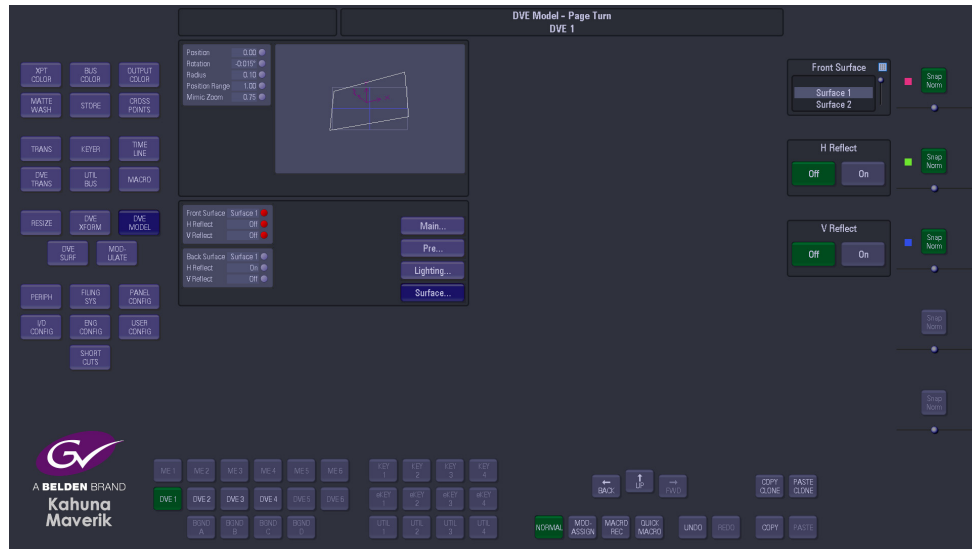 DVE Model - Page Turn
DVE 1
Position 0.00
Rotation -0.015°
Radius 0.10
Position Range 1.00
Mimic Zoom 0.75
Front Surface Surface 1
H Reflect Off
V Reflect Off
Back Surface Surface 1
H Reflect On
V Reflect Off
Main...
Pre...
Lighting...
Surface...
XPT COLOR
BUS COLOR
OUTPUT COLOR
MATTE WASH
STORE
CROSS POINTS
TRANS
KEYER
TIME LINE
DVE TRANS
UTIL BUS
MACRO
RESIZE
DVE XFORM
DVE MODEL
DVE SURF
MOD-ULATE
PERIPH
FILING SYS
PANEL CONFIG
I/O CONFIG
ENG CONFIG
USER CONFIG
SHORT CUTS
Front Surface
Surface 1
Surface 2
Snap Norm
H Reflect
Off On
Snap Norm
V Reflect
Off On
Snap Norm
Snap Norm
Snap Norm
GV
A BELDEN BRAND
Kahuna
Maverik
ME 1 ME 2 ME 3 ME 4 ME 5 ME 6
DVE 1 DVE 2 DVE 3 DVE 4 DVE 5 DVE 6
BGND A BGND B BGND C BGND D
KEY 1 KEY 2 KEY 3 KEY 4
eKEY 1 eKEY 2 eKEY 3 eKEY 4
UTIL 1 UTIL 2 UTIL 3 UTIL 4
BACK UP FWD
COPY CLONE PASTE CLONE
NORMAL MOD-ASSIGN MACRO REC QUICK MACRO UNDO REDO COPY PASTE